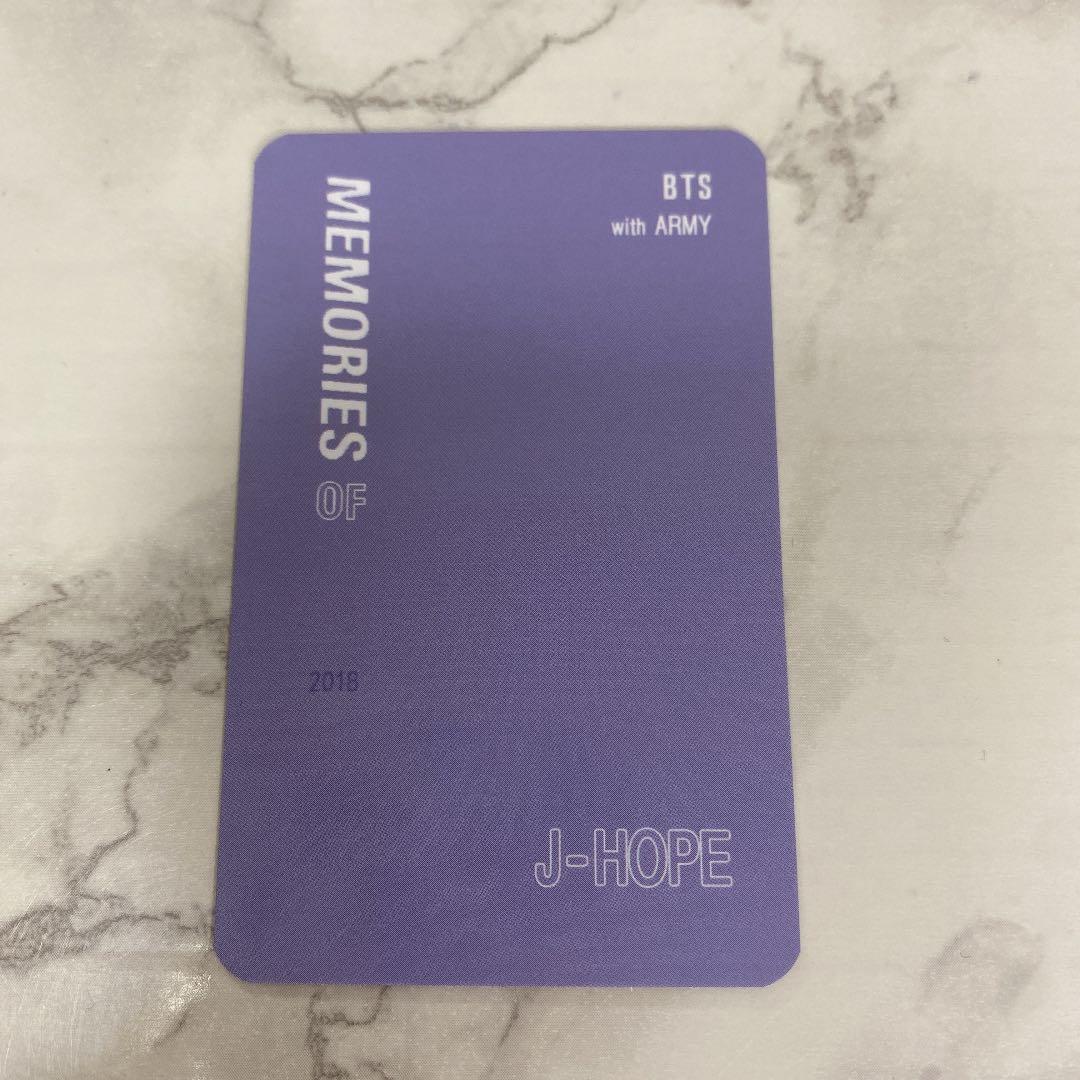 BTS
with ARMY
MEMORIES OF
2018
J-HOPE